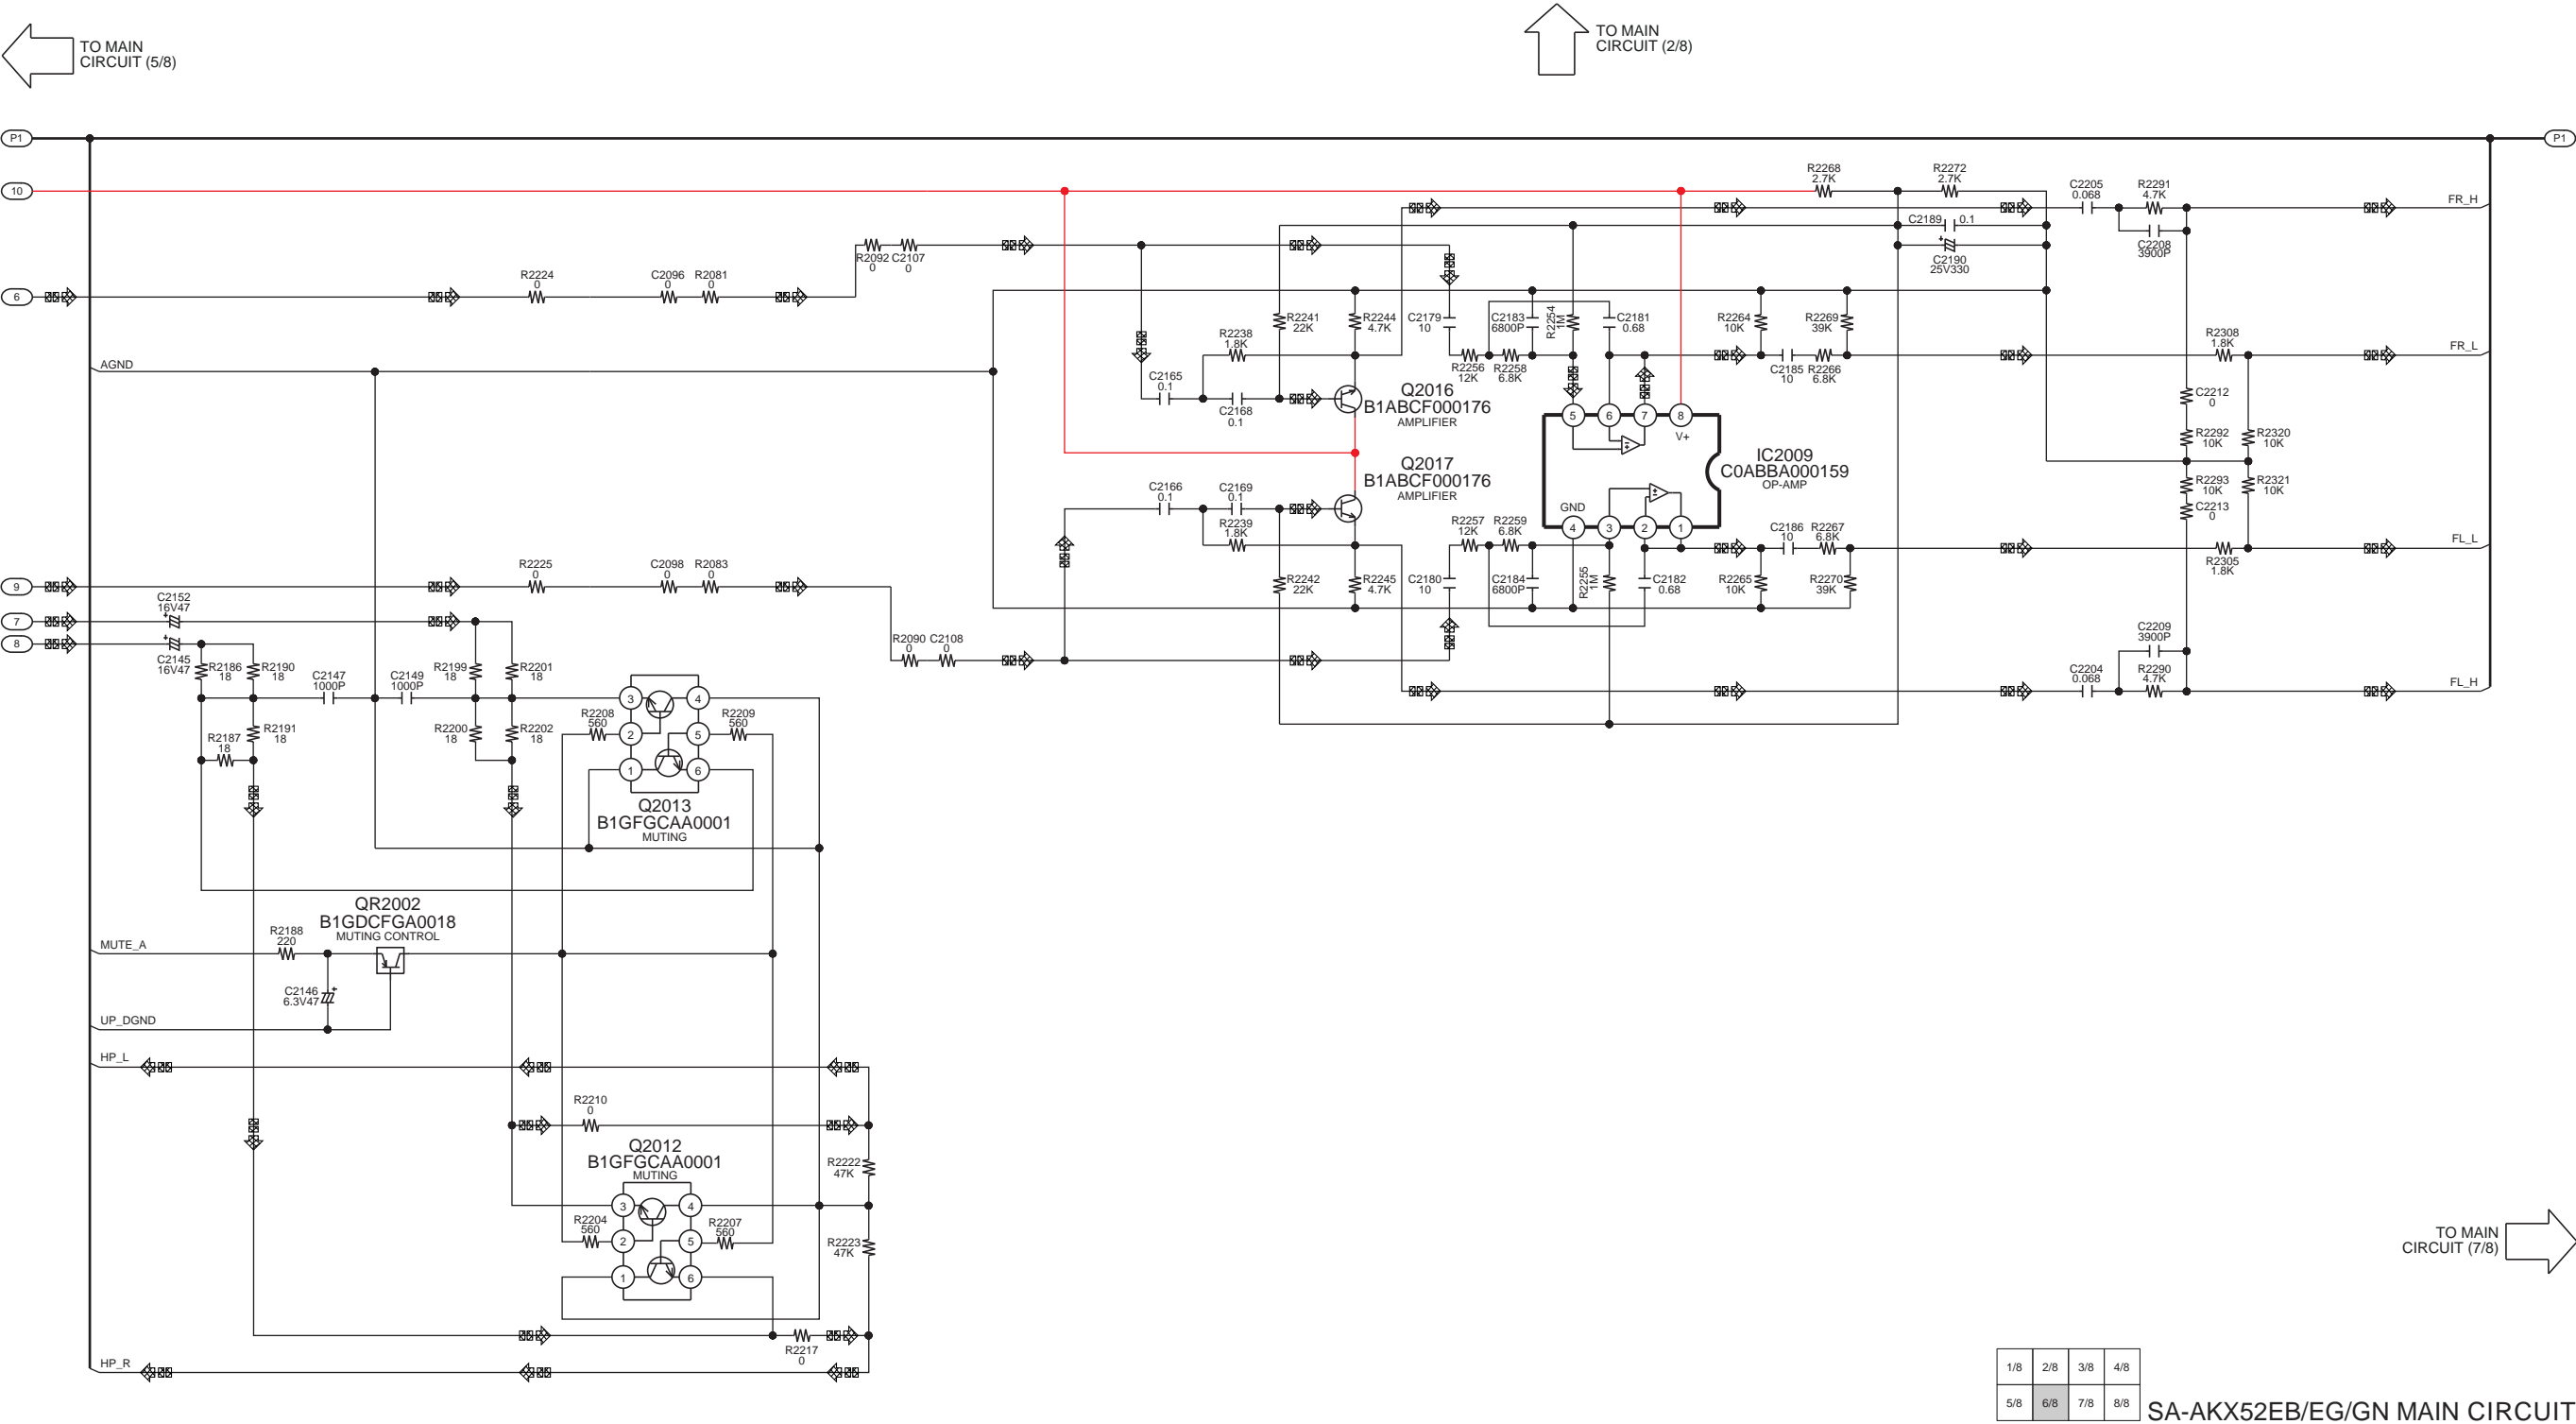 TO MAIN
CIRCUIT (5/8)
TO MAIN
CIRCUIT (2/8)
P1
P1
10
R2268
2.7K
R2272
2.7K
C2205
0.068
R2291
4.7K
FR_H
C2189
0.1
C2208
3900P
C2190
25V330
R2092
0
C2107
0
6
R2224
0
C2096
0
R2081
0
R2241
22K
R2244
4.7K
C2179
10
C2183
6800P
R2254
1M
C2181
0.68
R2264
10K
R2269
39K
R2238
1.8K
R2308
1.8K
FR_L
AGND
R2256
12K
R2258
6.8K
C2185
10
R2266
6.8K
C2165
0.1
C2168
0.1
Q2016
B1ABCF000176
AMPLIFIER
C2212
0
5
6
7
8
V+
R2292
10K
R2320
10K
IC2009
C0ABBA000159
OP-AMP
Q2017
B1ABCF000176
AMPLIFIER
C2166
0.1
C2169
0.1
R2239
1.8K
R2293
10K
R2321
10K
C2213
0
GND
4
3
2
1
R2257
12K
R2259
6.8K
C2186
10
R2267
6.8K
FL_L
R2305
1.8K
9
R2225
0
C2098
0
R2083
0
R2242
22K
R2245
4.7K
C2180
10
C2184
6800P
R2255
1M
C2182
0.68
R2265
10K
R2270
39K
C2152
16V47
7
8
C2145
16V47
R2186
18
R2190
18
C2147
1000P
C2149
1000P
R2199
18
R2201
18
R2090
0
C2108
0
C2209
3900P
C2204
0.068
R2290
4.7K
FL_H
3
4
R2208
560
2
5
R2209
560
R2187
18
R2191
18
R2200
18
R2202
18
1
6
Q2013
B1GFGCAA0001
MUTING
QR2002
B1GDCFGA0018
MUTING CONTROL
MUTE_A
R2188
220
C2146
6.3V47
UP_DGND
HP_L
R2210
0
Q2012
B1GFGCAA0001
MUTING
R2222
47K
3
4
R2204
560
2
5
R2207
560
R2223
47K
1
6
R2217
0
HP_R
TO MAIN
CIRCUIT (7/8)
1/8 2/8 3/8 4/8
5/8 6/8 7/8 8/8
SA-AKX52EB/EG/GN MAIN CIRCUIT